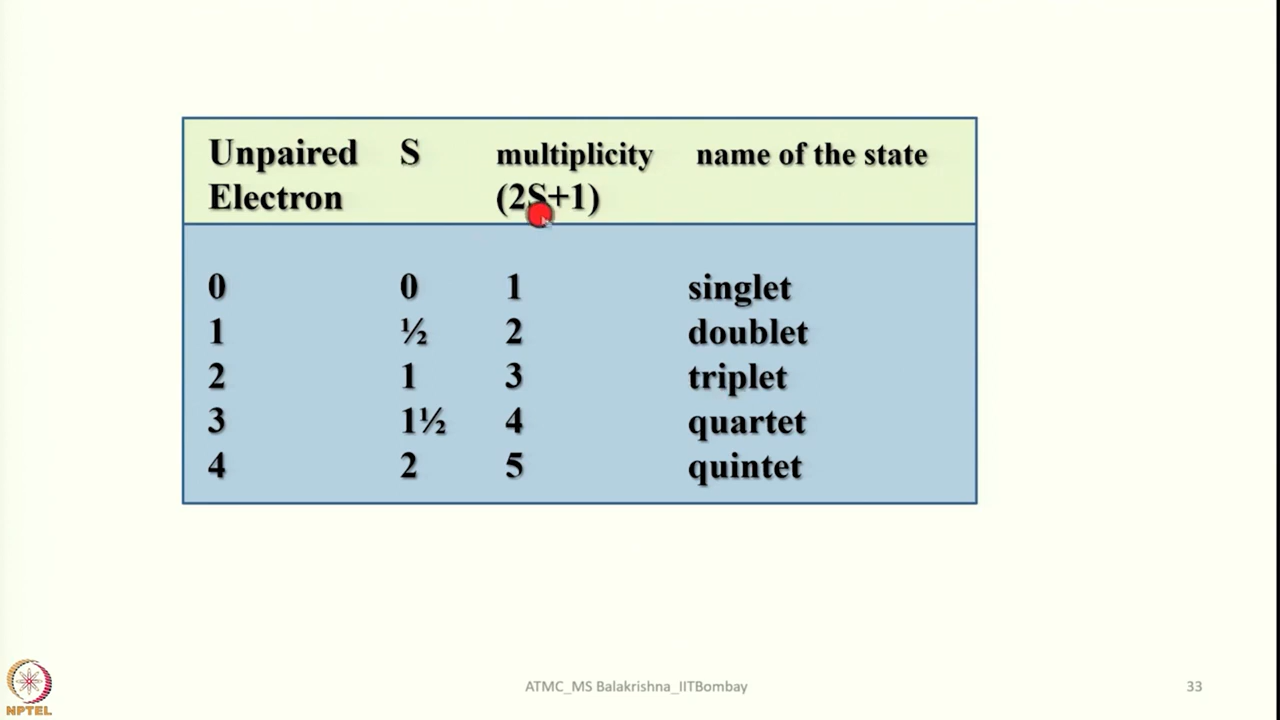 Unpaired S multiplicity name of the state
Electron (2S+1)
0 0 1 singlet
1 ½ 2 doublet
2 1 3 triplet
3 1½ 4 quartet
4 2 5 quintet
NPTEL
ATMC_MS Balakrishna_IITBombay
33